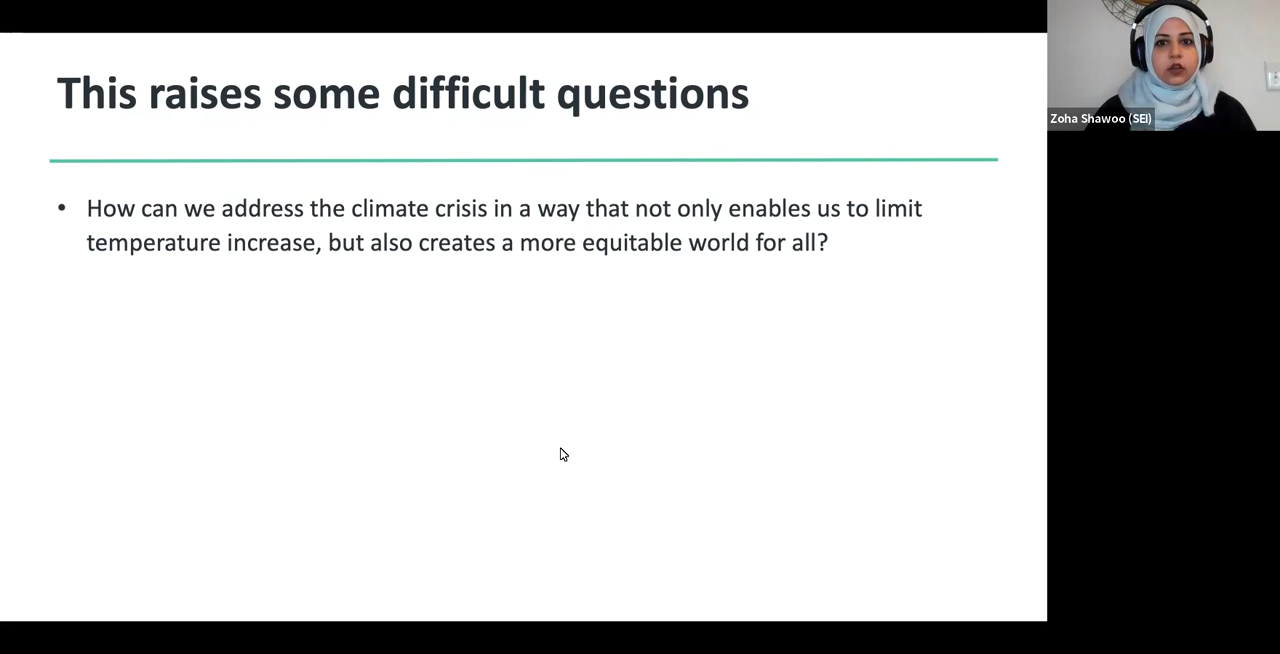 This raises some difficult questions
• How can we address the climate crisis in a way that not only enables us to limit
temperature increase, but also creates a more equitable world for all?
Zoha Shawoo (SEI)